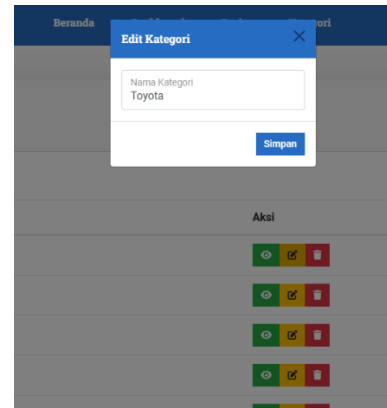 Beranda
Edit Kategori
Nama Kategori
Toyota
Simpan
Aksi